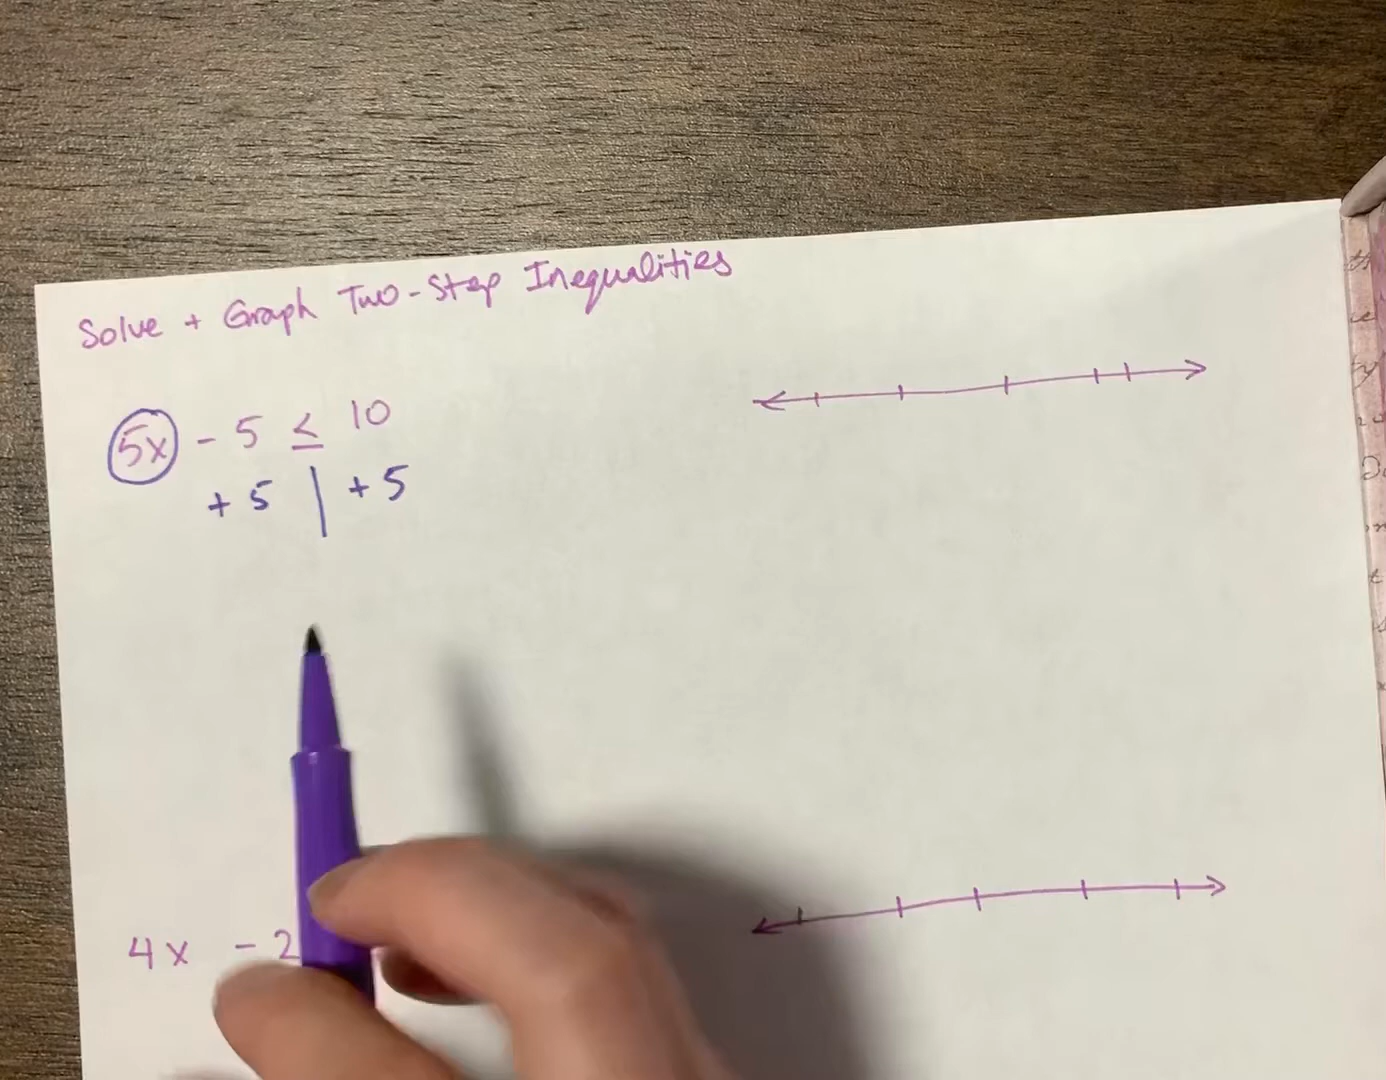 Solve + Graph Two-Step Inequalities
5x - 5 ≤ 10
+ 5 | + 5
4x - 2